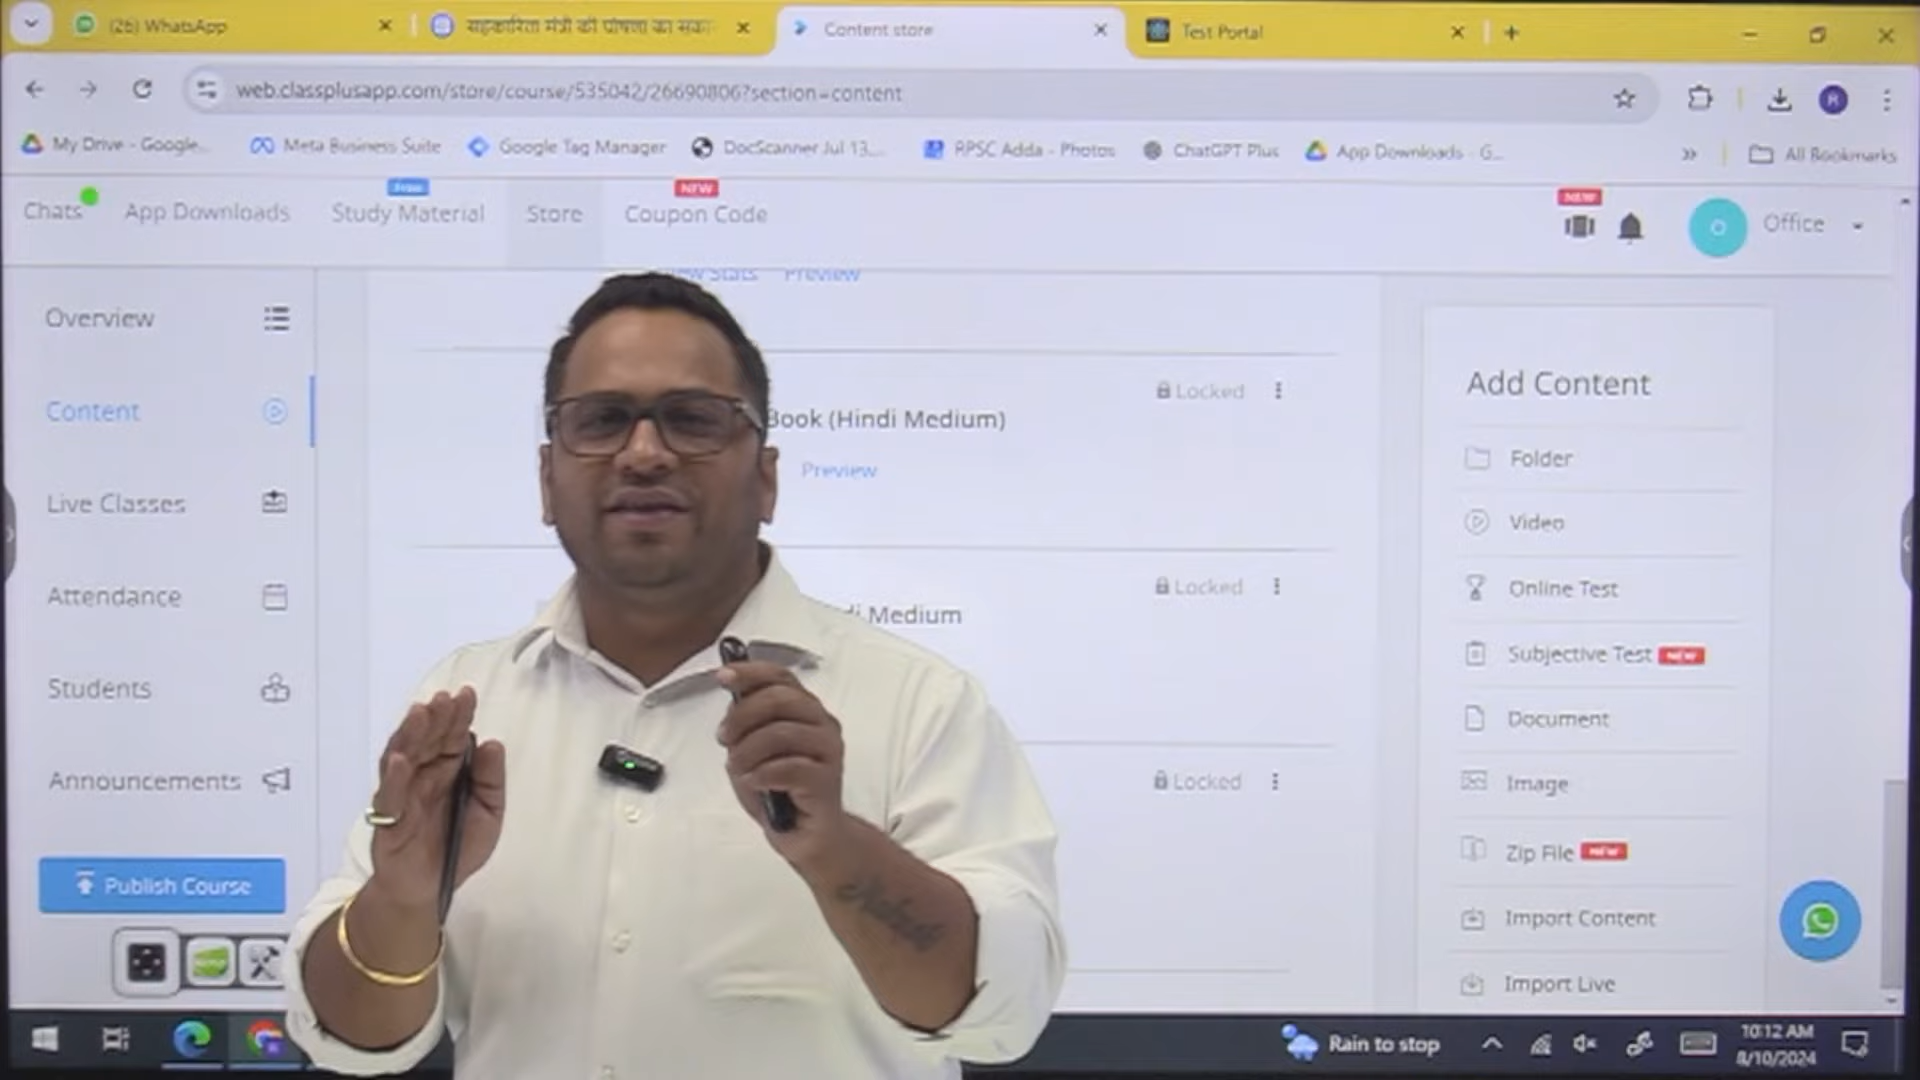 (26) WhatsApp
सहकारिता मंत्री की घोषणा का सका
Content store
Test Portal
web.classplusapp.com/store/course/535042/26690806?section=content
My Drive - Google...
Meta Business Suite
Google Tag Manager
DocScanner Jul 13,...
RPSC Adda - Photos
ChatGPT Plus
App Downloads - G...
All Bookmarks
Chats
App Downloads
Free
Study Material
Store
NEW
Coupon Code
NEW
Office
Overview
Content
Live Classes
Attendance
Students
Announcements
Publish Course
Stats
Preview
Locked
Book (Hindi Medium)
Preview
Locked
Medium
Locked
Add Content
Folder
Video
Online Test
Subjective Test NEW
Document
Image
Zip File NEW
Import Content
Import Live
Rain to stop
10:12 AM
8/10/2024